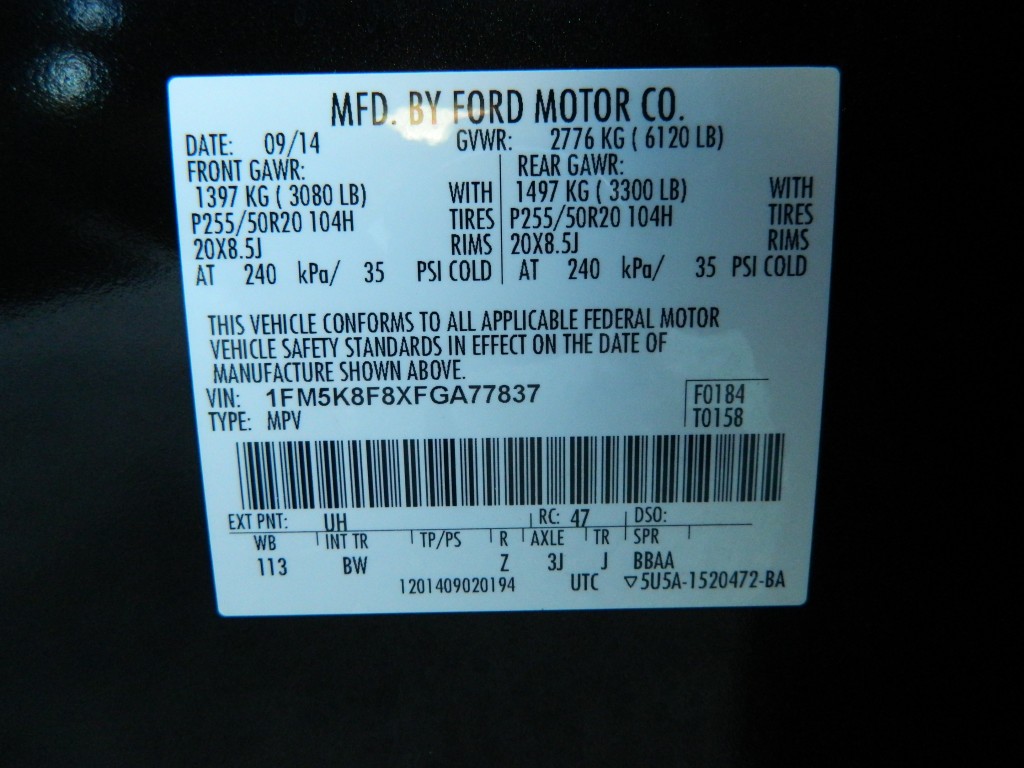 MFD. BY FORD MOTOR CO.
DATE: 09/14 GVWR: 2776 KG ( 6120 LB)
FRONT GAWR: REAR GAWR:
1397 KG ( 3080 LB) WITH 1497 KG ( 3300 LB) WITH
P255/50R20 104H TIRES P255/50R20 104H TIRES
20X8.5J RIMS 20X8.5J RIMS
AT 240 kPa/ 35 PSI COLD AT 240 kPa/ 35 PSI COLD
THIS VEHICLE CONFORMS TO ALL APPLICABLE FEDERAL MOTOR
VEHICLE SAFETY STANDARDS IN EFFECT ON THE DATE OF
MANUFACTURE SHOWN ABOVE.
VIN: 1FM5K8F8XFGA77837 F0184
TYPE: MPV T0158
EXT PNT: UH RC: 47 DSO:
WB INT TR TP/PS R AXLE TR SPR
113 BW Z 3J J BBAA
1201409020194 UTC ▽5U5A-1520472-BA